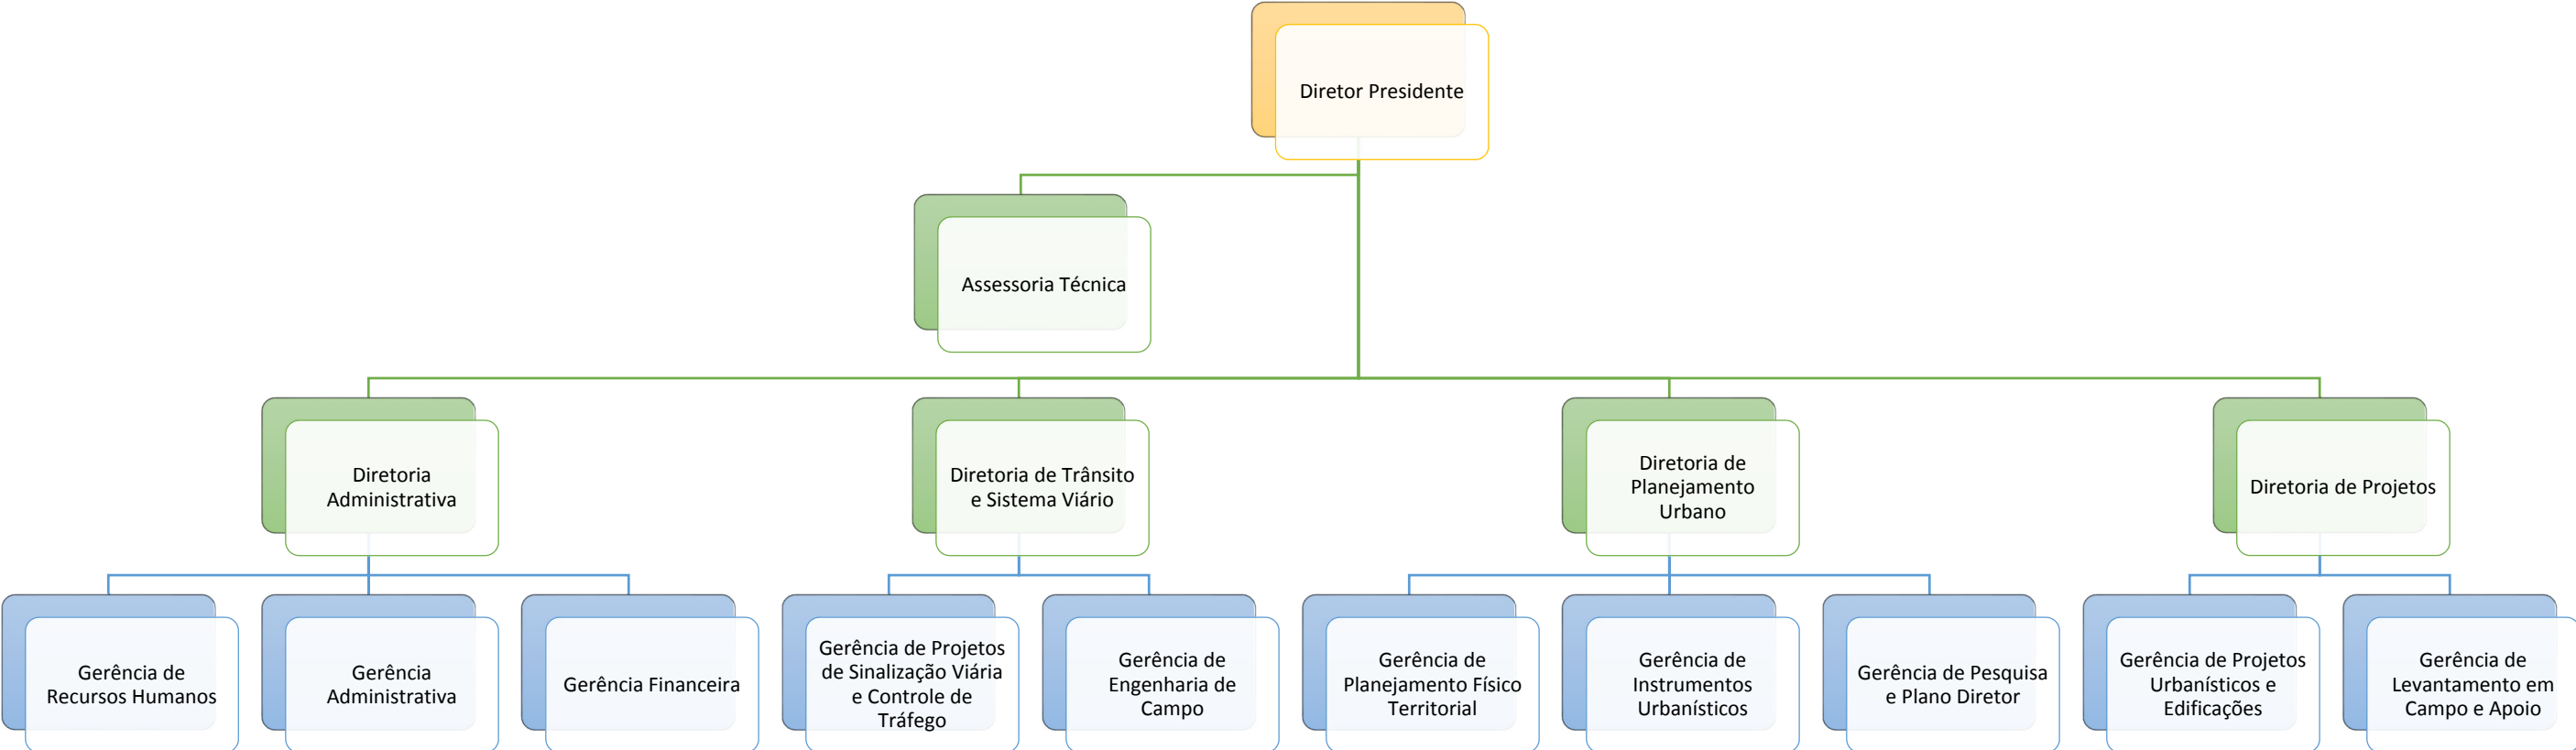 Diretor Presidente
Assessoria Técnica
Diretoria
Administrativa
Diretoria de Trânsito
e Sistema Viário
Diretoria de
Planejamento
Urbano
Diretoria de Projetos
Gerência de
Recursos Humanos
Gerência
Administrativa
Gerência Financeira
Gerência de Projetos
de Sinalização Viária
e Controle de
Tráfego
Gerência de
Engenharia de
Campo
Gerência de
Planejamento Físico
Territorial
Gerência de
Instrumentos
Urbanísticos
Gerência de Pesquisa
e Plano Diretor
Gerência de Projetos
Urbanísticos e
Edificações
Gerência de
Levantamento em
Campo e Apoio